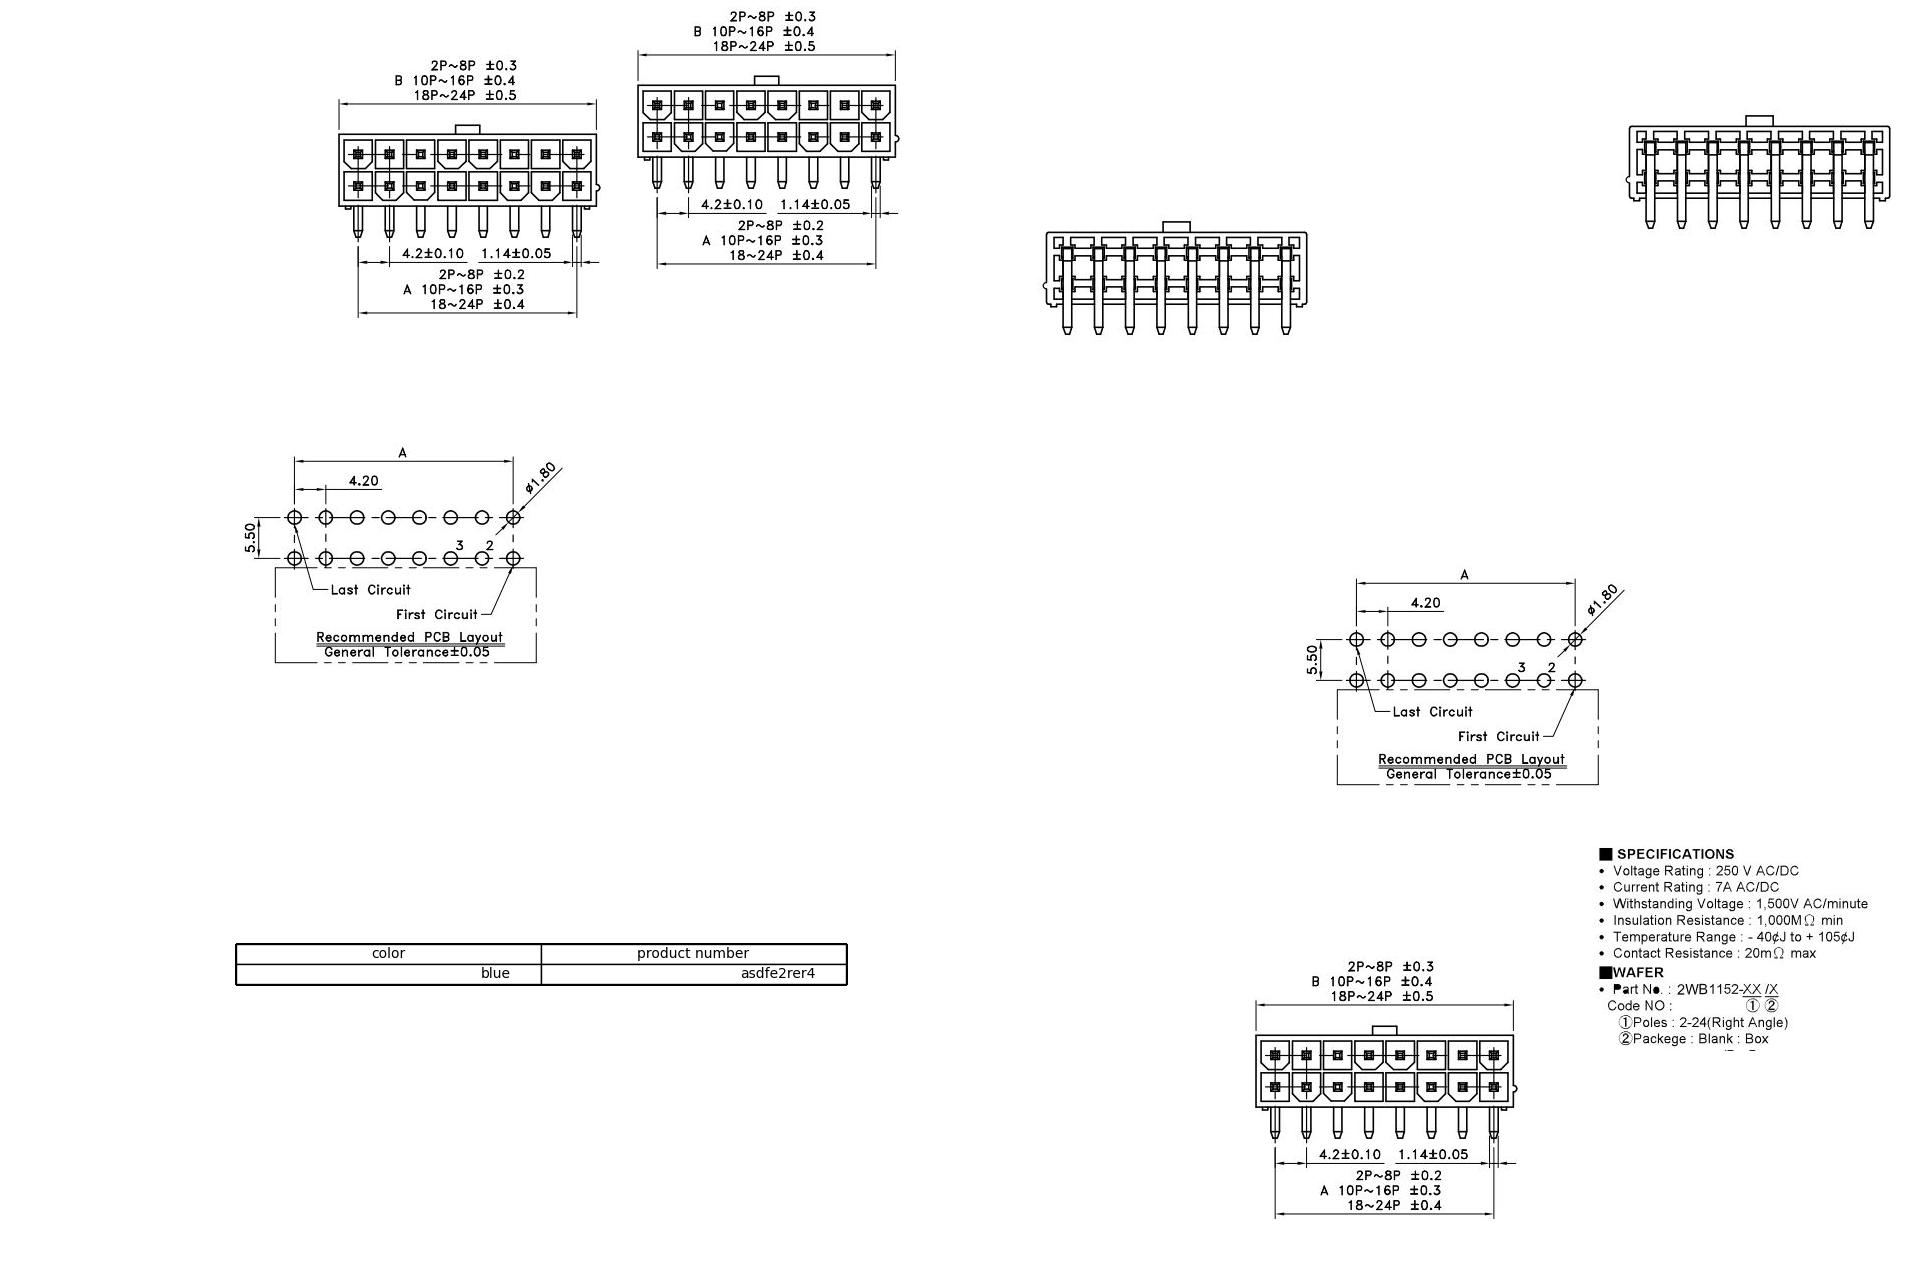 2P~8P ±0.3
B 10P~16P ±0.4
18P~24P ±0.5
4.2±0.10 1.14±0.05
2P~8P ±0.2
A 10P~16P ±0.3
18~24P ±0.4
2P~8P ±0.3
B 10P~16P ±0.4
18P~24P ±0.5
4.2±0.10 1.14±0.05
2P~8P ±0.2
A 10P~16P ±0.3
18~24P ±0.4
A
4.20
ø1.80
5.50
3 2
Last Circuit
First Circuit
Recommended PCB Layout
General Tolerance±0.05
A
4.20
ø1.80
5.50
3 2
Last Circuit
First Circuit
Recommended PCB Layout
General Tolerance±0.05
color product number
blue asdfe2rer4
■ SPECIFICATIONS
• Voltage Rating : 250 V AC/DC
• Current Rating : 7A AC/DC
• Withstanding Voltage : 1,500V AC/minute
• Insulation Resistance : 1,000MΩ min
• Temperature Range : - 40¢J to + 105¢J
• Contact Resistance : 20mΩ max
■WAFER
• Part No. : 2WB1152-XX /X
Code NO : ① ②
①Poles : 2-24(Right Angle)
②Packege : Blank : Box
2P~8P ±0.3
B 10P~16P ±0.4
18P~24P ±0.5
4.2±0.10 1.14±0.05
2P~8P ±0.2
A 10P~16P ±0.3
18~24P ±0.4